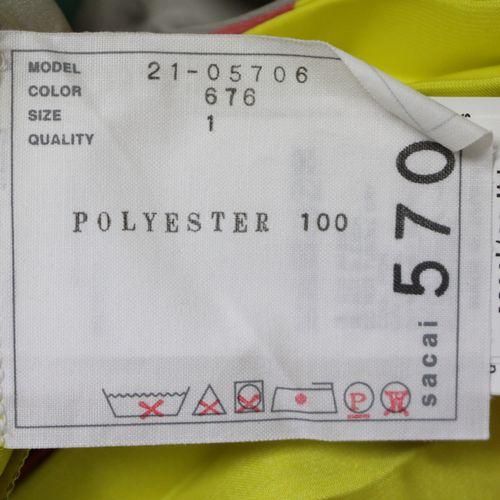 MODEL 21-05706
COLOR 676
SIZE 1
QUALITY
POLYESTER 100
sacai 570
P
W